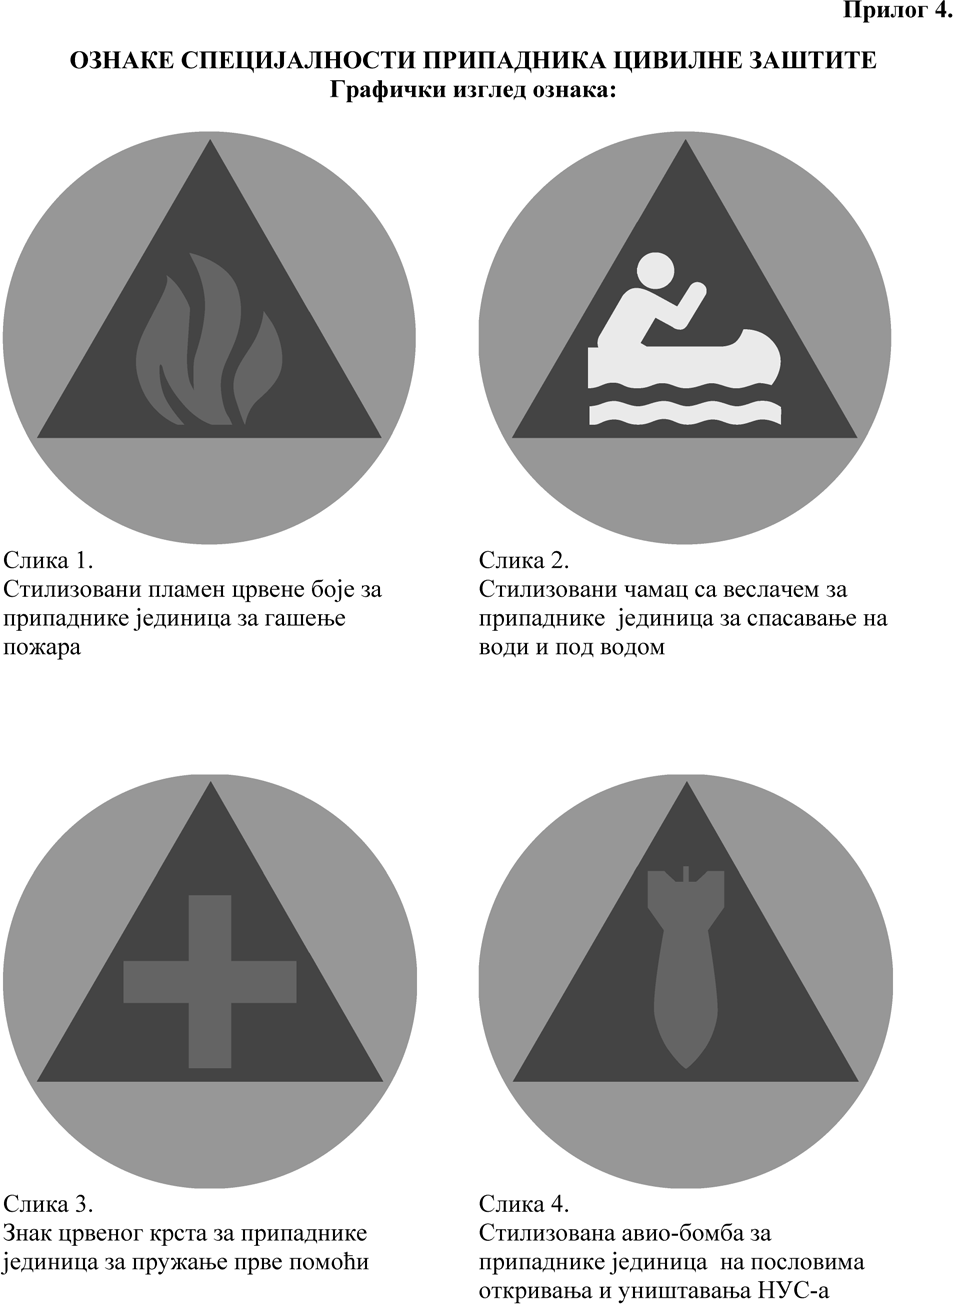 Прилог 4.
ОЗНАКЕ СПЕЦИЈАЛНОСТИ ПРИПАДНИКА ЦИВИЛНЕ ЗАШТИТЕ
Графички изглед ознака:
Слика 1.
Стилизовани пламен црвене боје за
припаднике јединица за гашење
пожара
Слика 2.
Стилизовани чамац са веслачем за
припаднике јединица за спасавање на
води и под водом
Слика 3.
Знак црвеног крста за припаднике
јединица за пружање прве помоћи
Слика 4.
Стилизована авио-бомба за
припаднике јединица на пословима
откривања и уништавања НУС-а